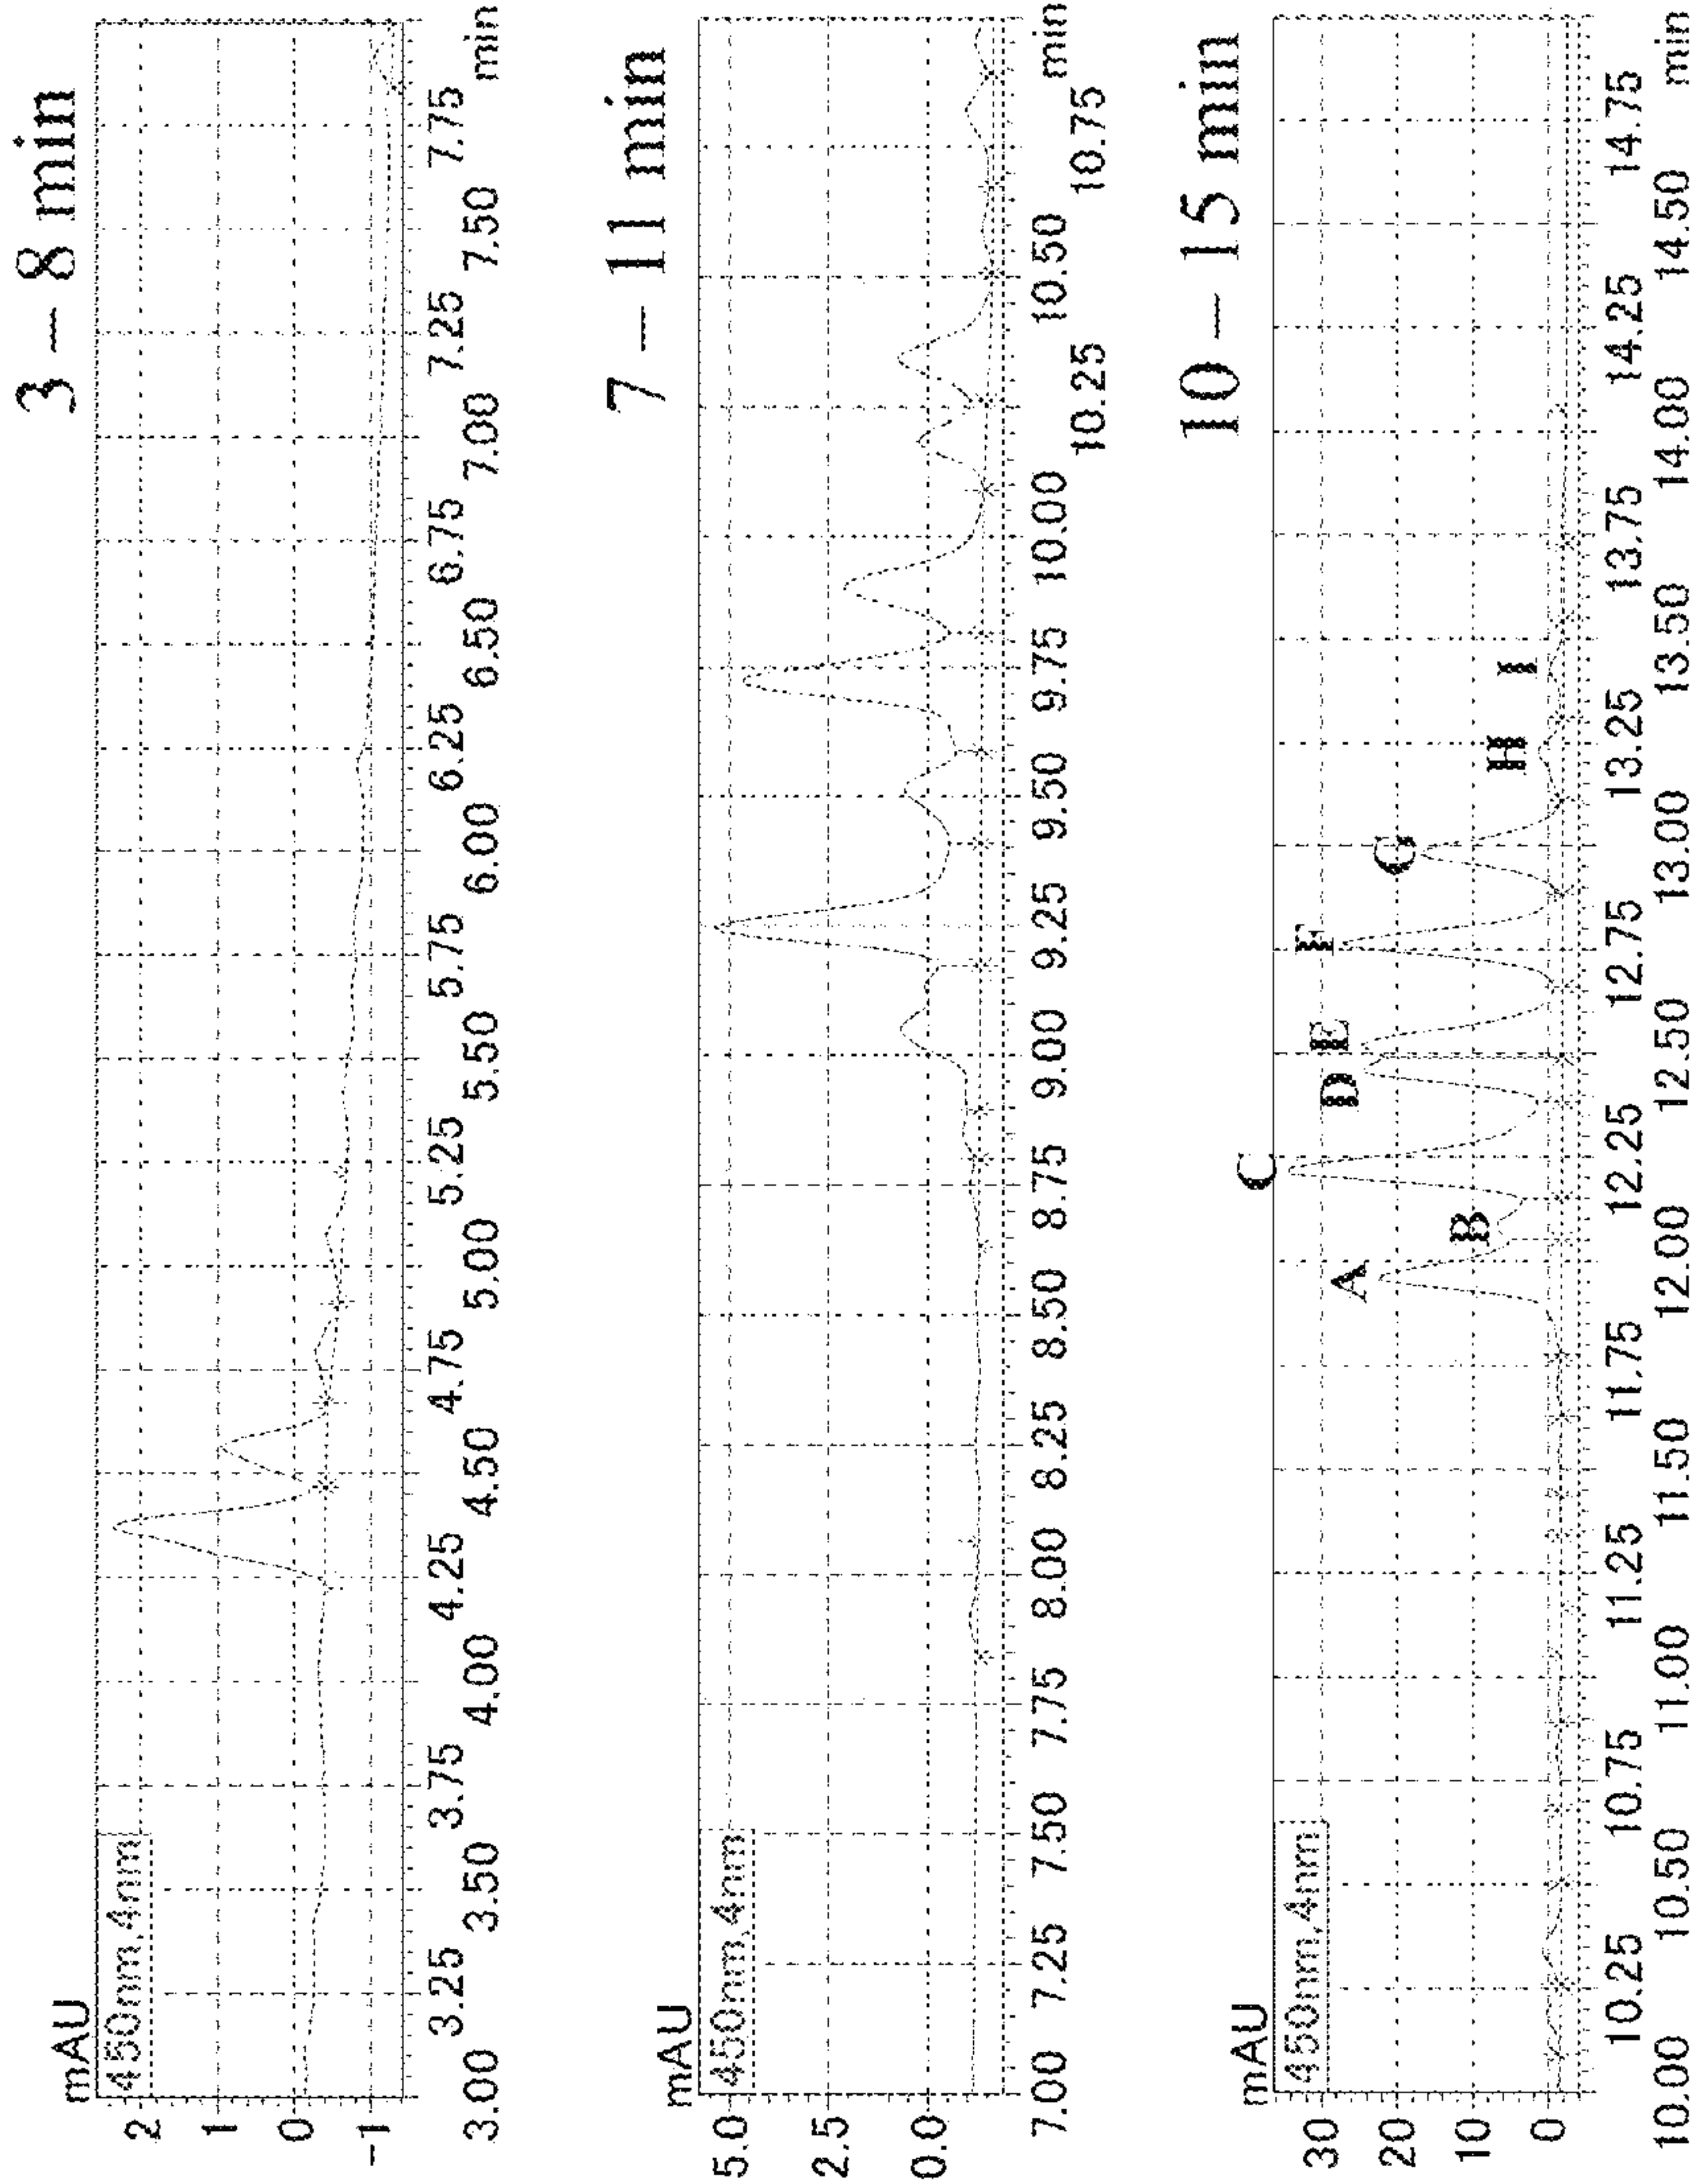 3 – 8 min
mAU
450nm,4nm
2
1
0
-1
3.00 3.25 3.50 3.75 4.00 4.25 4.50 4.75 5.00 5.25 5.50 5.75 6.00 6.25 6.50 6.75 7.00 7.25 7.50 7.75 min
7 – 11 min
mAU
450nm,4nm
5.0
2.5
0.0
7.00 7.25 7.50 7.75 8.00 8.25 8.50 8.75 9.00 9.25 9.50 9.75 10.00 10.25 10.50 10.75 min
10 – 15 min
mAU
450nm,4nm
30
20
10
0
A B C D E F G H I
10.00 10.25 10.50 10.75 11.00 11.25 11.50 11.75 12.00 12.25 12.50 12.75 13.00 13.25 13.50 13.75 14.00 14.25 14.50 14.75 min